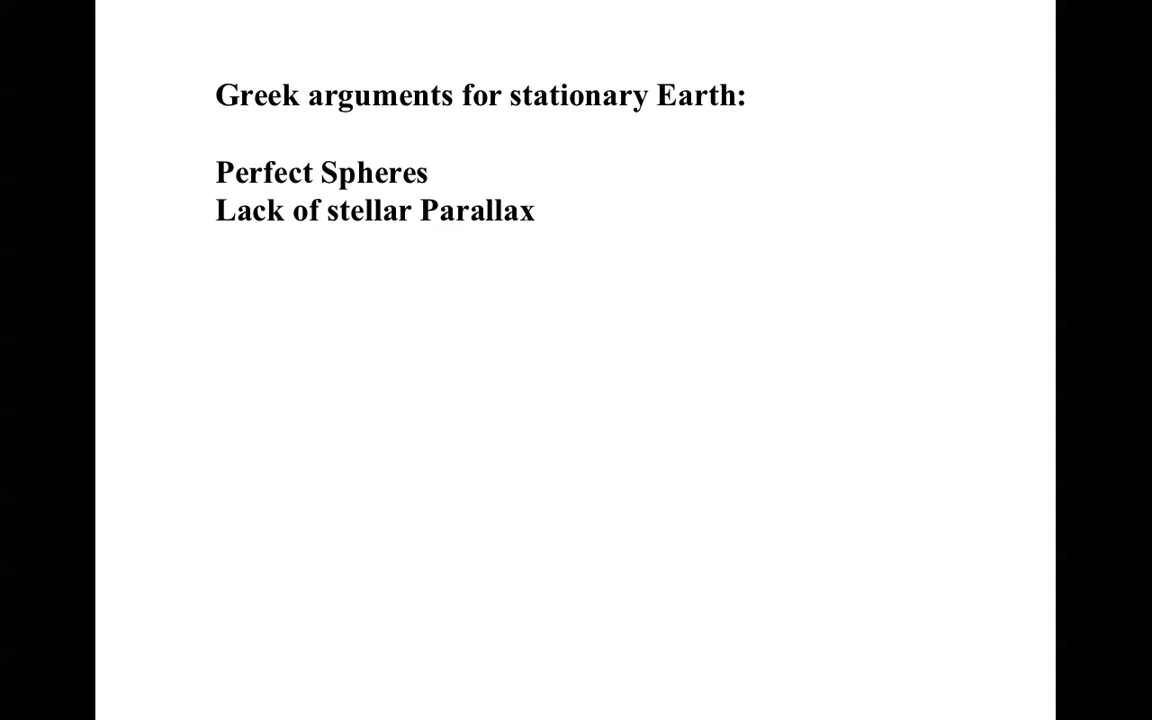 Greek arguments for stationary Earth:
Perfect Spheres
Lack of stellar Parallax